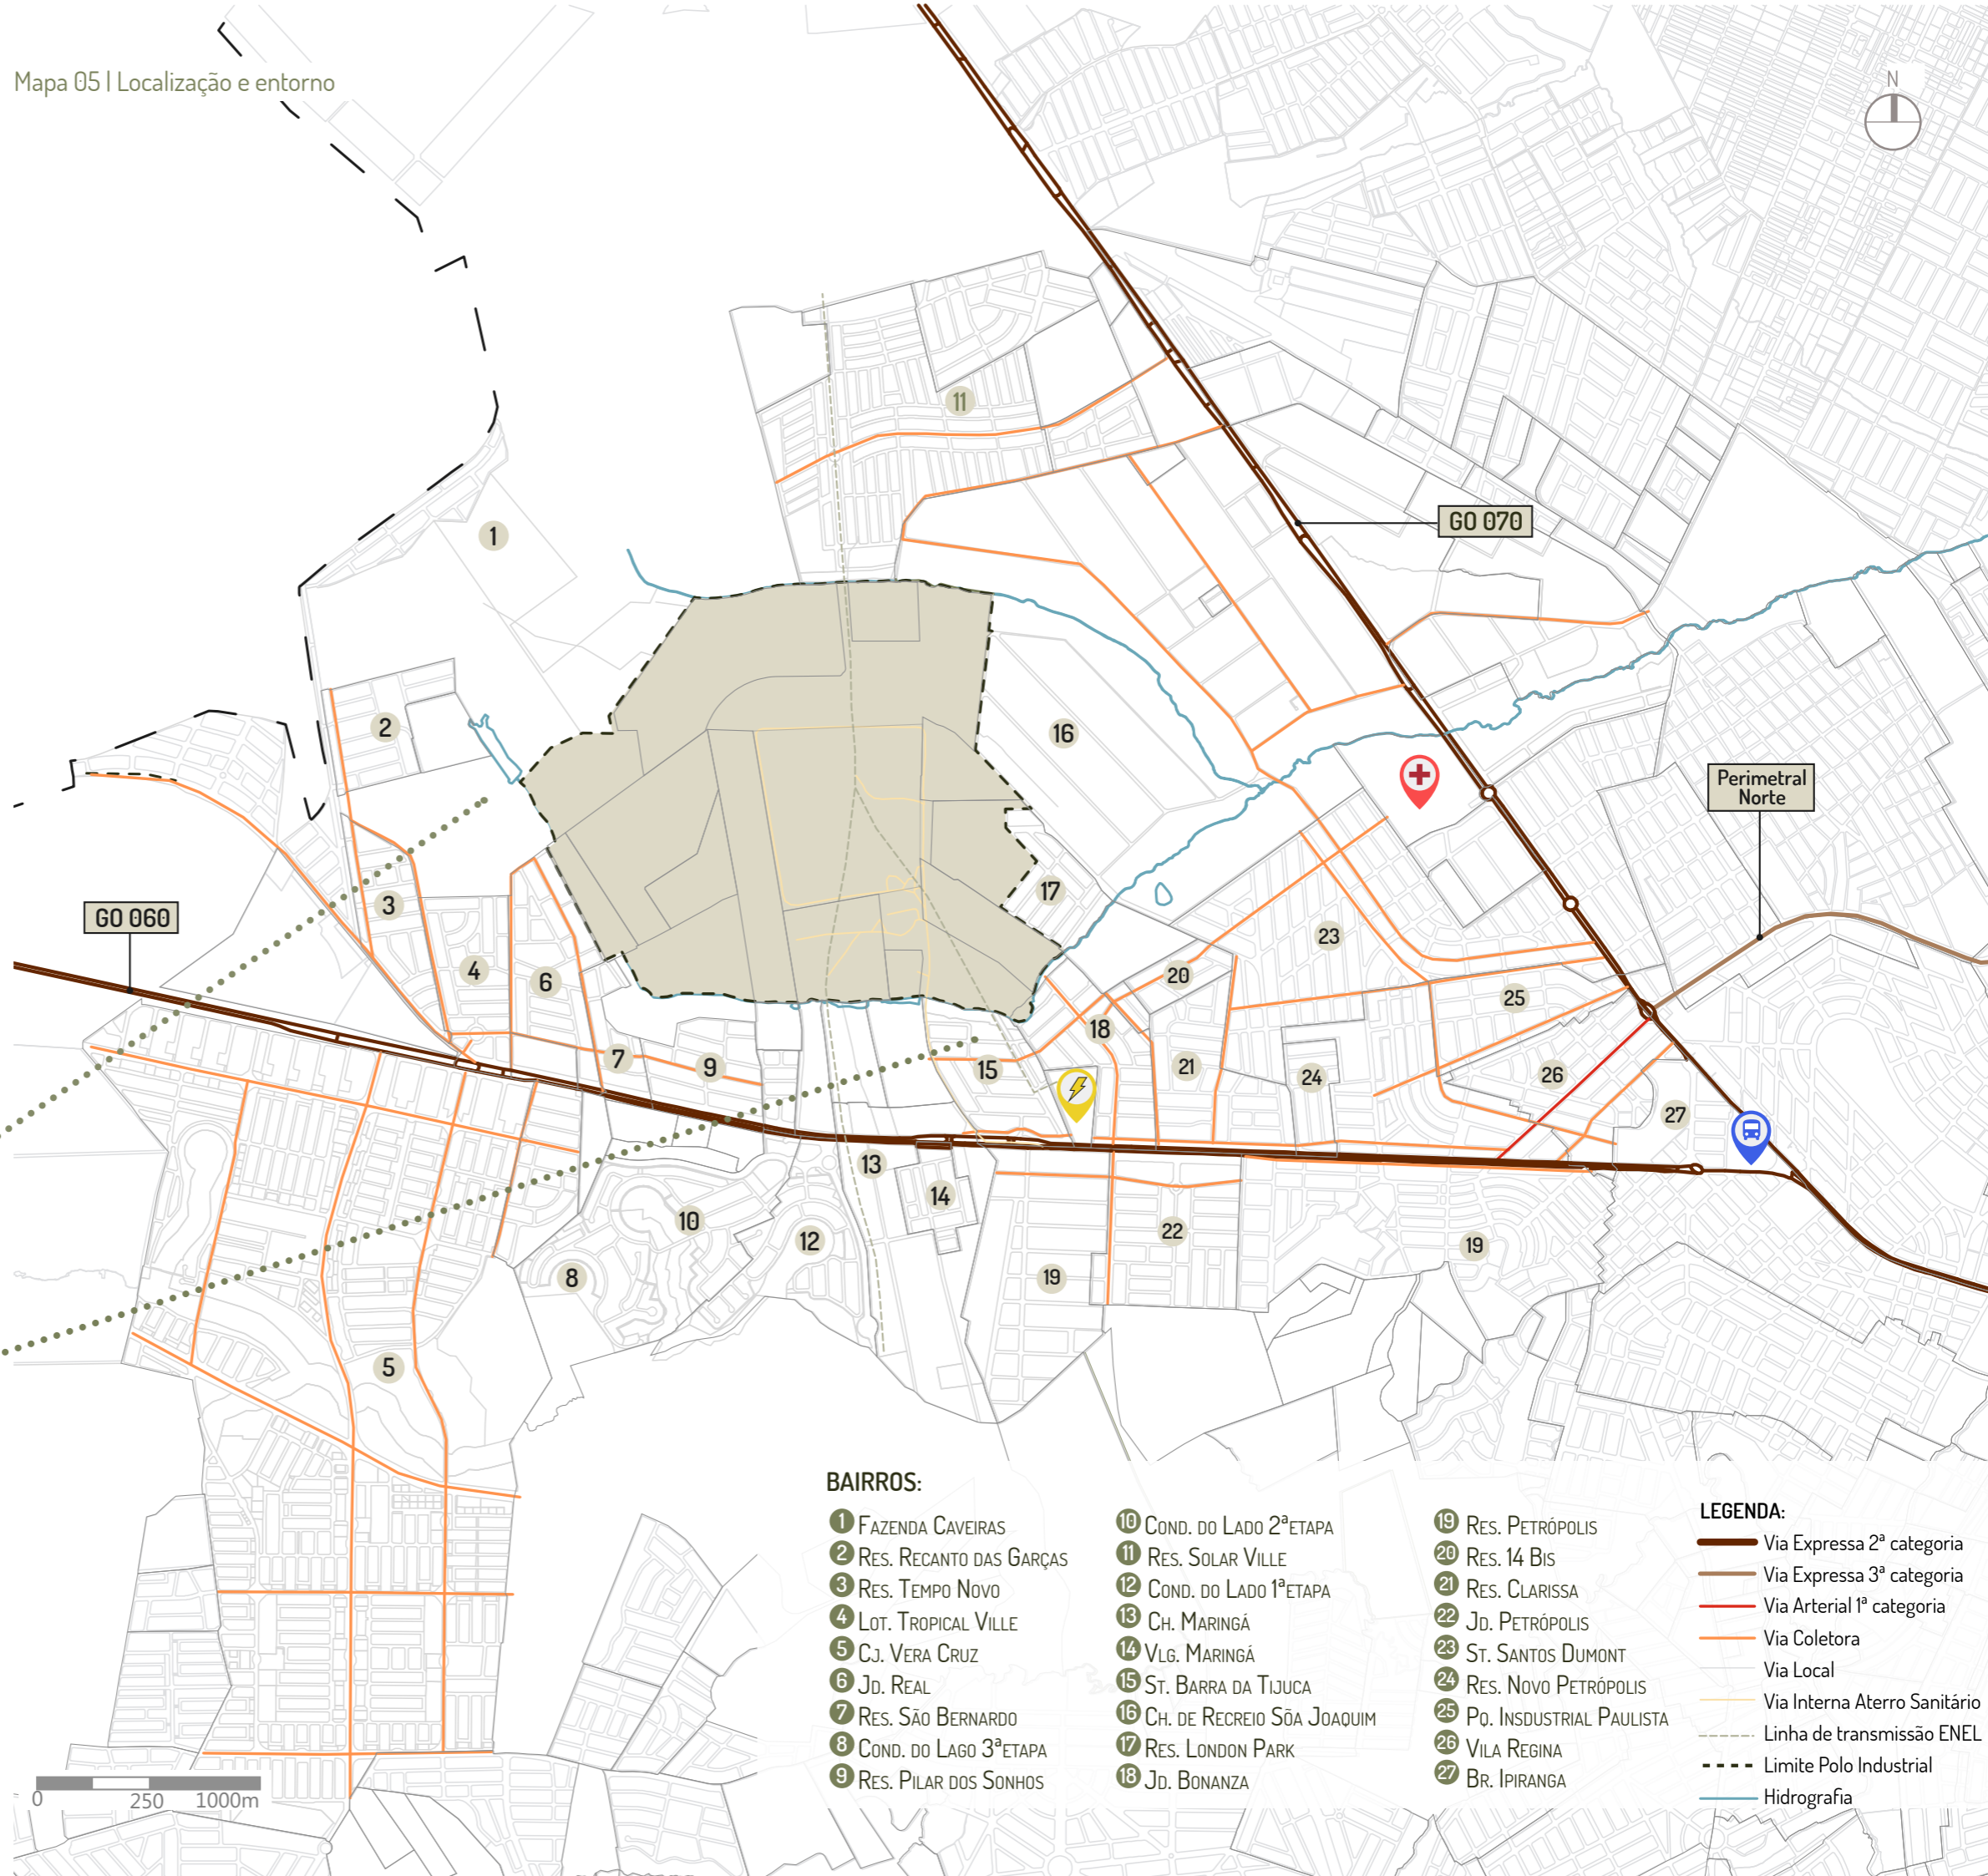 Mapa 05 | Localização e entorno
N
11
1
GO 070
2
16
Perimetral
Norte
17
3
GO 060
23
4
6
20
25
18
7
9
15
21
24
26
27
13
14
10
22
12
19
8
19
5
BAIRROS:
1 Fazenda Caveiras
2 Res. Recanto das Garças
3 Res. Tempo Novo
4 Lot. Tropical Ville
5 Cj. Vera Cruz
6 Jd. Real
7 Res. São Bernardo
8 Cond. do Lago 3ªetapa
9 Res. Pilar dos Sonhos
10 Cond. do Lado 2ªetapa
11 Res. Solar Ville
12 Cond. do Lado 1ªetapa
13 Ch. Maringá
14 Vlg. Maringá
15 St. Barra da Tijuca
16 Ch. de Recreio Sõa Joaquim
17 Res. London Park
18 Jd. Bonanza
19 Res. Petrópolis
20 Res. 14 Bis
21 Res. Clarissa
22 Jd. Petrópolis
23 St. Santos Dumont
24 Res. Novo Petrópolis
25 Pq. Insdustrial Paulista
26 Vila Regina
27 Br. Ipiranga
LEGENDA:
Via Expressa 2ª categoria
Via Expressa 3ª categoria
Via Arterial 1ª categoria
Via Coletora
Via Local
Via Interna Aterro Sanitário
Linha de transmissão ENEL
Limite Polo Industrial
Hidrografia
0 250 1000m